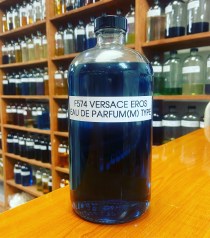 F574 VERSACE EROS
EAU DE PARFUM(M) TYPE